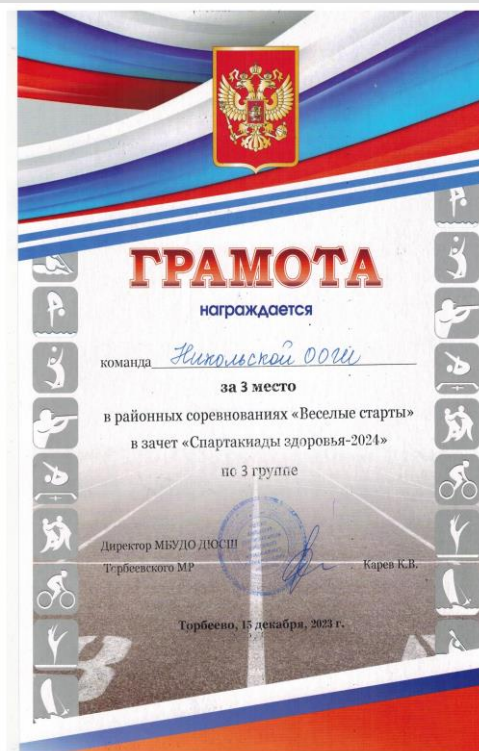 ГРАМОТА
награждается
команда Никольской ООШ
за 3 место
в районных соревнованиях «Веселые старты»
в зачет «Спартакиады здоровья-2024»
по 3 группе
Директор МБУДО ДЮСШ
Торбеевского МР Карев К.В.
Торбеево, 15 декабря, 2023 г.